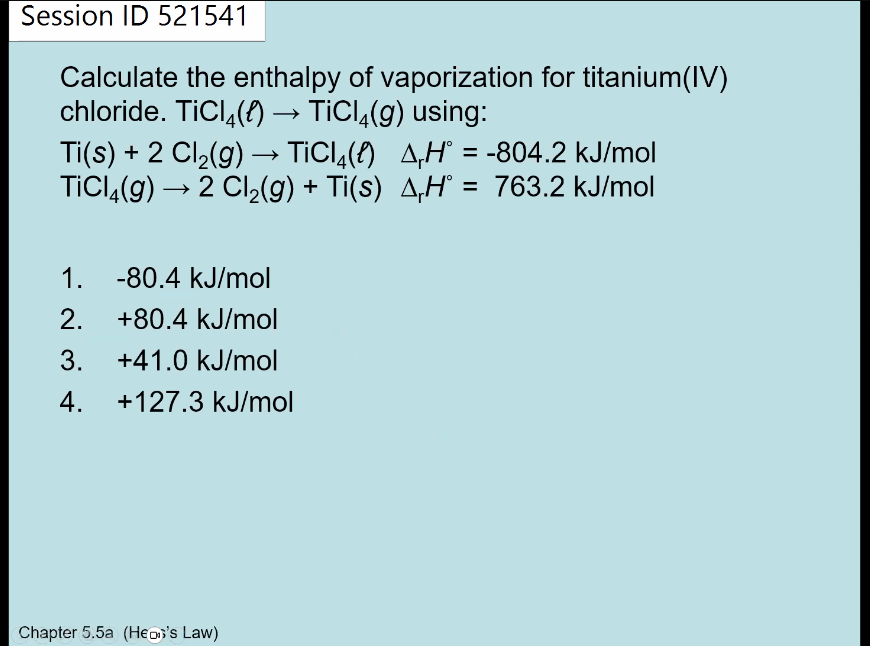 Session ID 521541
Calculate the enthalpy of vaporization for titanium(IV)
chloride. TiCl₄(ℓ) → TiCl₄(g) using:
Ti(s) + 2 Cl₂(g) → TiCl₄(ℓ) ΔᵣH° = -804.2 kJ/mol
TiCl₄(g) → 2 Cl₂(g) + Ti(s) ΔᵣH° = 763.2 kJ/mol
1. -80.4 kJ/mol
2. +80.4 kJ/mol
3. +41.0 kJ/mol
4. +127.3 kJ/mol
Chapter 5.5a (Hess's Law)